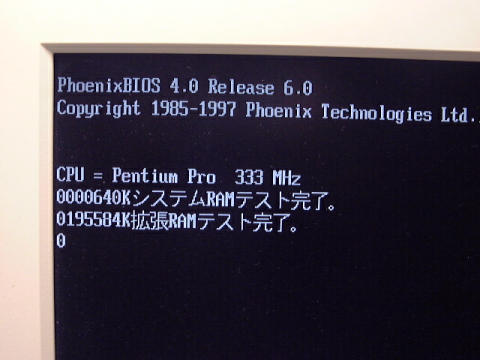 PhoenixBIOS 4.0 Release 6.0
Copyright 1985-1997 Phoenix Technologies Ltd.,
CPU = Pentium Pro 333 MHz
0000640KシステムRAMテスト完了。
0195584K拡張RAMテスト完了。
0